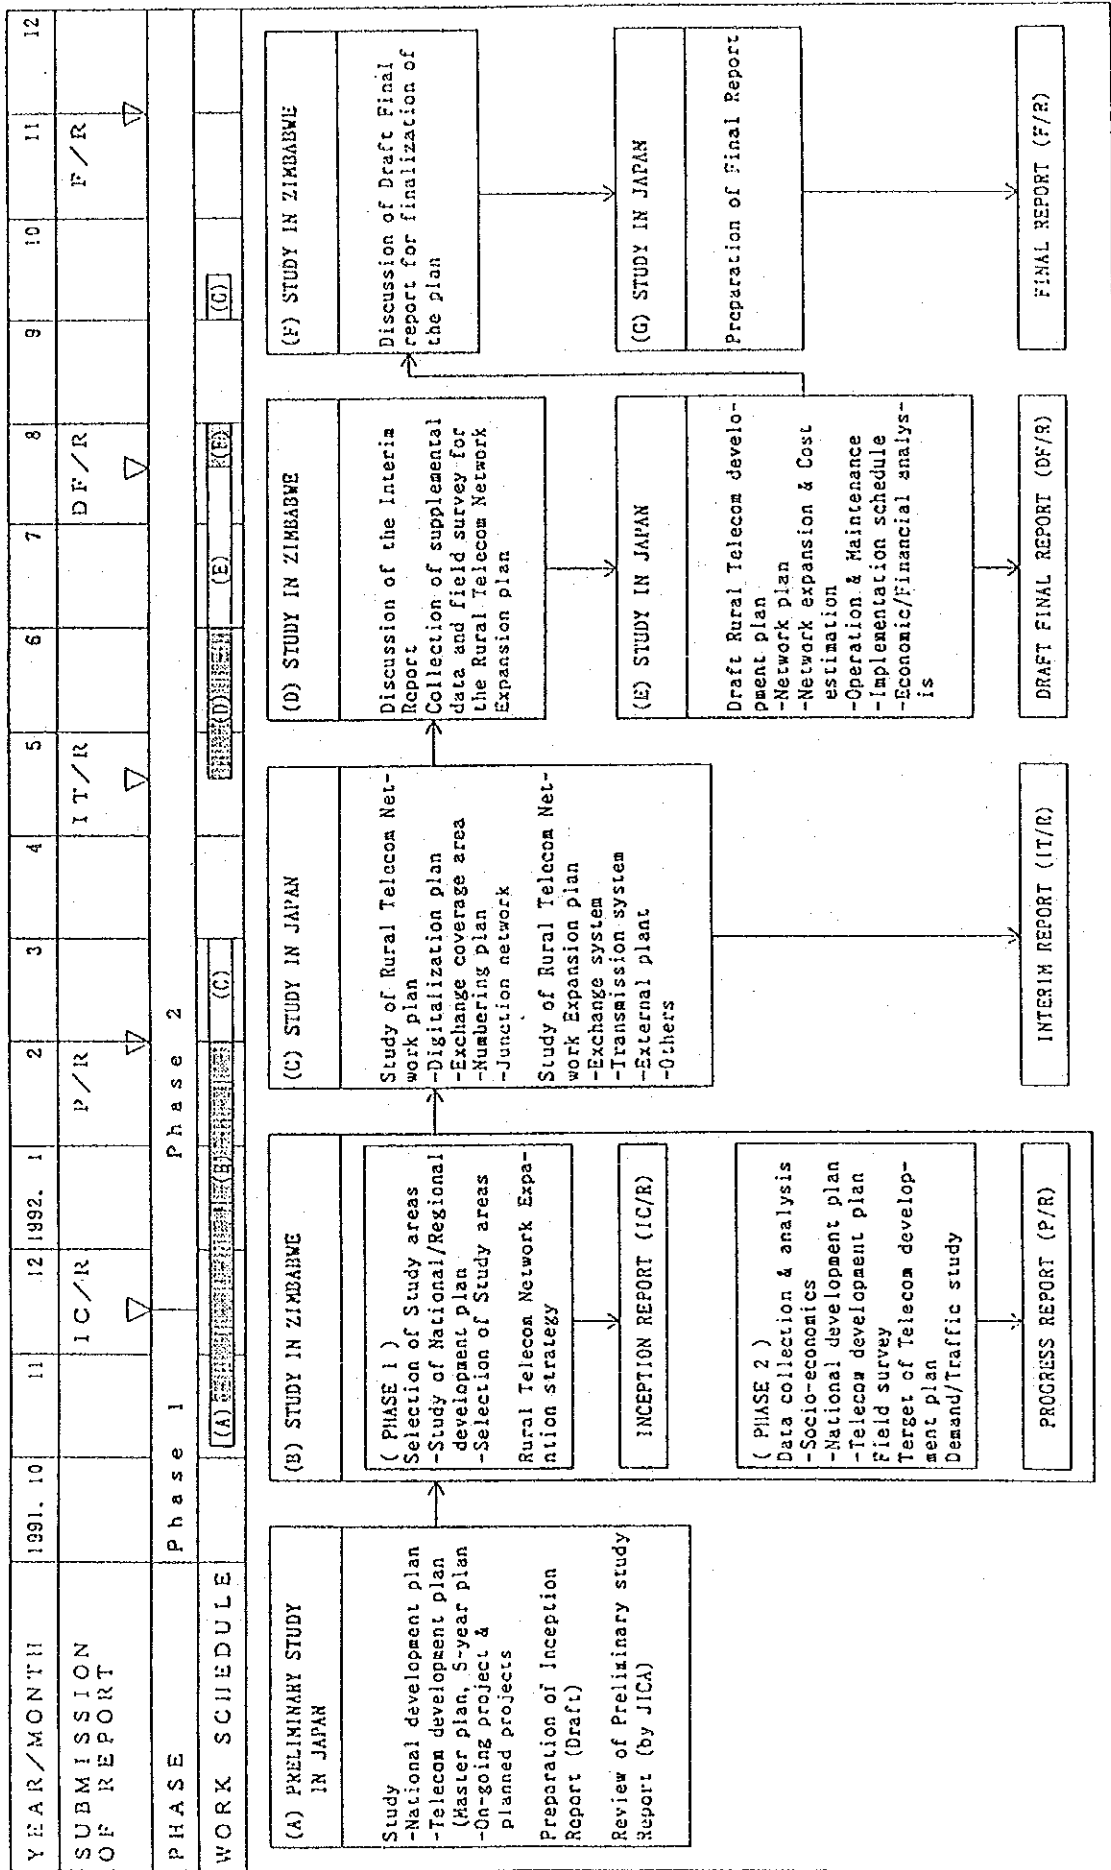 YEAR/MONTH 1991. 10 11 12 1992. 1 2 3 4 5 6 7 8 9 10 11 12
SUBMISSION
OF REPORT
IC/R P/R IT/R DF/R F/R
PHASE Phase 1 Phase 2
WORK SCHEDULE (A) (B) (C) (D) (E) (F) (G)
(A) PRELIMINARY STUDY
IN JAPAN
Study
-National development plan
-Telecom development plan
(Master plan, 5-year plan
-On-going project &
planned projects
Preparation of Inception
Report (Draft)
Review of Preliminary study
Report (by JICA)
(B) STUDY IN ZIMBABWE
( PHASE 1 )
Selection of Study areas
-Study of National/Regional
development plan
-Selection of Study areas
Rural Telecom Network Expa-
ntion strategy
INCEPTION REPORT (IC/R)
( PHASE 2 )
Data collection & analysis
-Socio-economics
-National development plan
-Telecom development plan
Field survey
Terget of Telecom develop-
ment plan
Demand/Traffic study
PROGRESS REPORT (P/R)
(C) STUDY IN JAPAN
Study of Rural Telecom Net-
work plan
-Digitalization plan
-Exchange coverage area
-Numbering plan
-Junction network
Study of Rural Telecom Net-
work Expansion plan
-Exchange system
-Transmission system
-External plant
-Others
INTERIM REPORT (IT/R)
(D) STUDY IN ZIMBABWE
Discussion of the Interim
Report
Collection of supplemental
data and field survey for
the Rural Telecom Network
Expansion plan
(E) STUDY IN JAPAN
Draft Rural Telecom develo-
pment plan
-Network plan
-Network expansion & Cost
estimation
-Operation & Maintenance
-Implementation schedule
-Economic/Financial analys-
is
DRAFT FINAL REPORT (DF/R)
(F) STUDY IN ZIMBABWE
Discussion of Draft Final
report for finalization of
the plan
(G) STUDY IN JAPAN
Preparation of Final Report
FINAL REPORT (F/R)